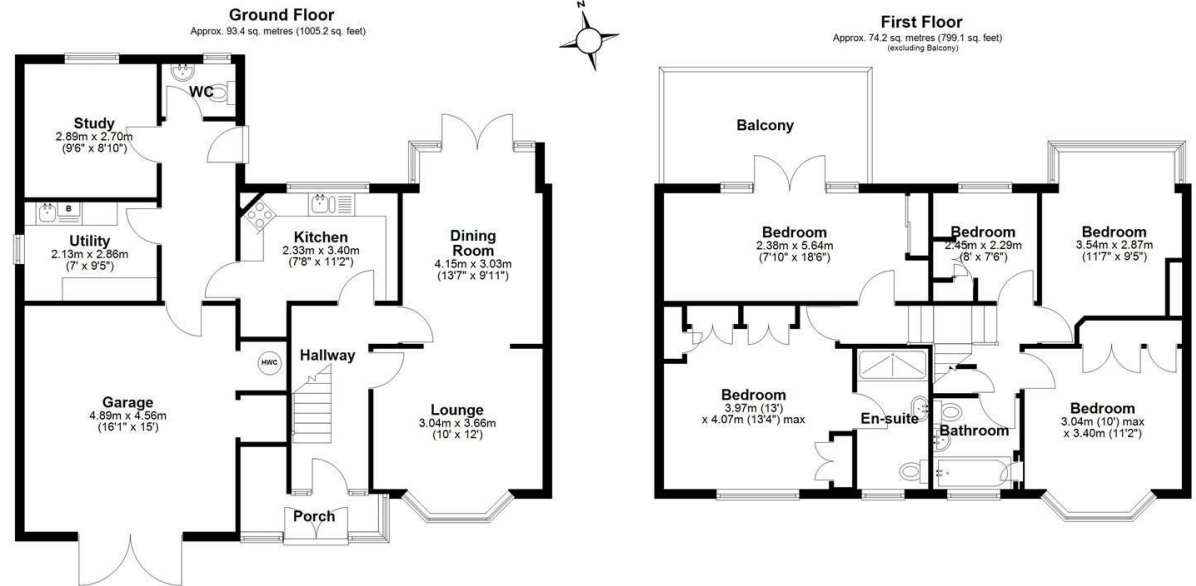 Ground Floor
Approx. 93.4 sq. metres (1005.2 sq. feet)
N
First Floor
Approx. 74.2 sq. metres (799.1 sq. feet)
(excluding Balcony)
WC
Study
2.89m x 2.70m
(9'6" x 8'10")
B
Utility
2.13m x 2.86m
(7' x 9'5")
Kitchen
2.33m x 3.40m
(7'8" x 11'2")
Dining
Room
4.15m x 3.03m
(13'7" x 9'11")
Hallway
HWC
Garage
4.89m x 4.56m
(16'1" x 15')
Lounge
3.04m x 3.66m
(10' x 12')
Porch
Balcony
Bedroom
2.38m x 5.64m
(7'10" x 18'6")
Bedroom
2.45m x 2.29m
(8' x 7'6")
Bedroom
3.54m x 2.87m
(11'7" x 9'5")
Bedroom
3.97m (13')
x 4.07m (13'4") max
En-suite
Bathroom
Bedroom
3.04m (10') max
x 3.40m (11'2")